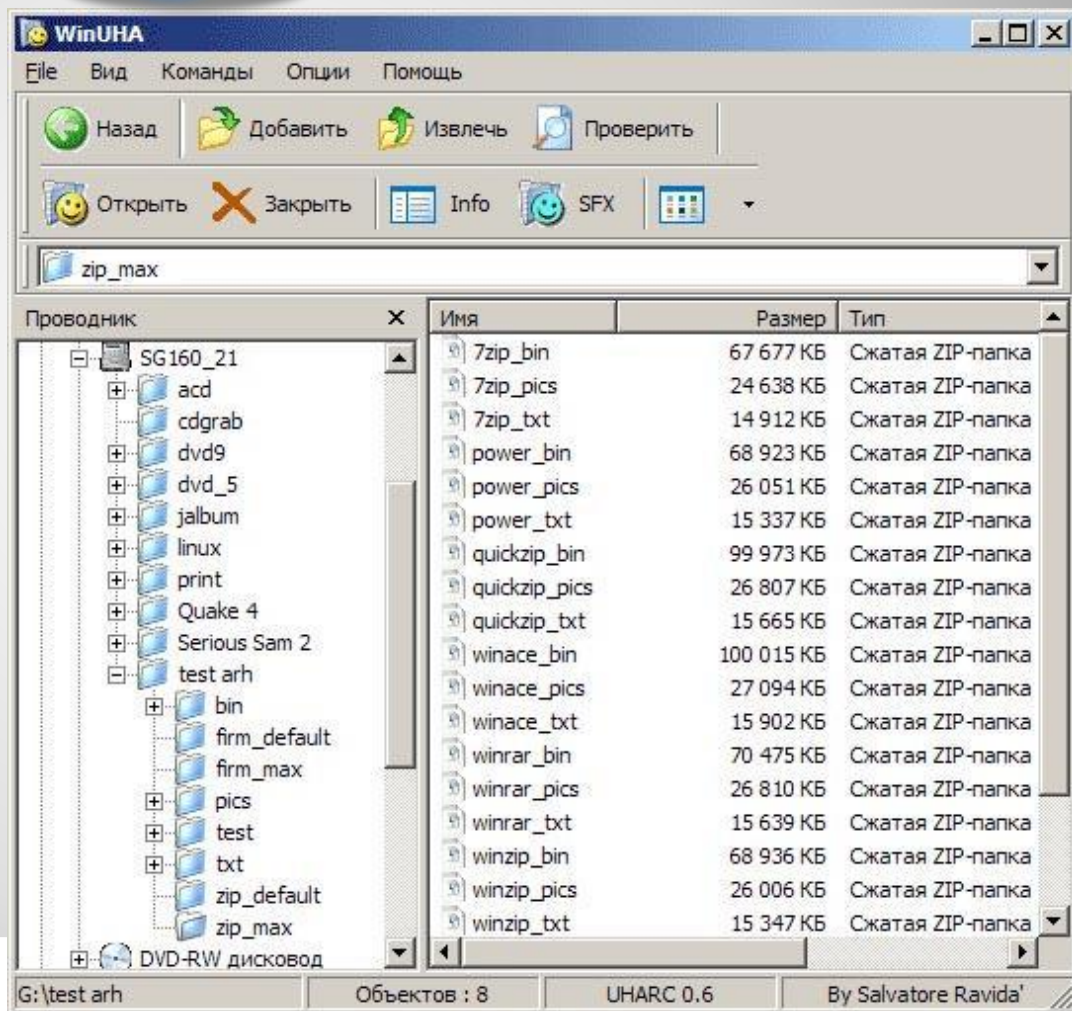 WinUHA
File Вид Команды Опции Помощь
Назад Добавить Извлечь Проверить
Открыть Закрыть Info SFX
zip_max
Проводник
SG160_21
acd
cdgrab
dvd9
dvd_5
jalbum
linux
print
Quake 4
Serious Sam 2
test arh
bin
firm_default
firm_max
pics
test
txt
zip_default
zip_max
DVD-RW дисковод
Имя Размер Тип
7zip_bin 67 677 КБ Сжатая ZIP-папка
7zip_pics 24 638 КБ Сжатая ZIP-папка
7zip_txt 14 912 КБ Сжатая ZIP-папка
power_bin 68 923 КБ Сжатая ZIP-папка
power_pics 26 051 КБ Сжатая ZIP-папка
power_txt 15 337 КБ Сжатая ZIP-папка
quickzip_bin 99 973 КБ Сжатая ZIP-папка
quickzip_pics 26 807 КБ Сжатая ZIP-папка
quickzip_txt 15 665 КБ Сжатая ZIP-папка
winace_bin 100 015 КБ Сжатая ZIP-папка
winace_pics 27 094 КБ Сжатая ZIP-папка
winace_txt 15 902 КБ Сжатая ZIP-папка
winrar_bin 70 475 КБ Сжатая ZIP-папка
winrar_pics 26 810 КБ Сжатая ZIP-папка
winrar_txt 15 639 КБ Сжатая ZIP-папка
winzip_bin 68 936 КБ Сжатая ZIP-папка
winzip_pics 26 006 КБ Сжатая ZIP-папка
winzip_txt 15 347 КБ Сжатая ZIP-папка
G:\test arh Объектов : 8 UHARC 0.6 By Salvatore Ravida'